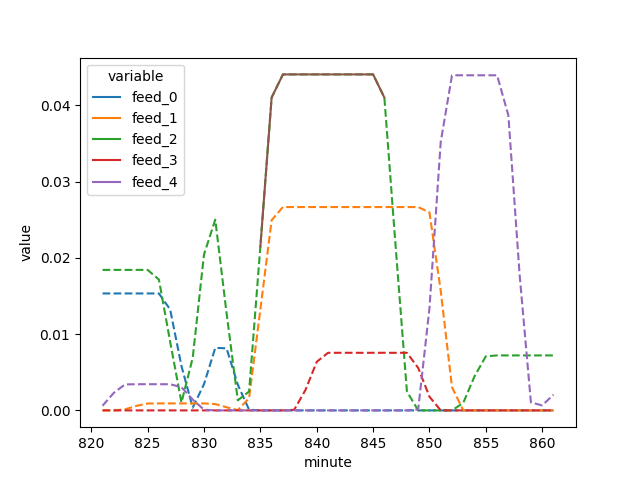 variable
feed_0
feed_1
feed_2
feed_3
feed_4
value
0.04
0.03
0.02
0.01
0.00
820 825 830 835 840 845 850 855 860
minute